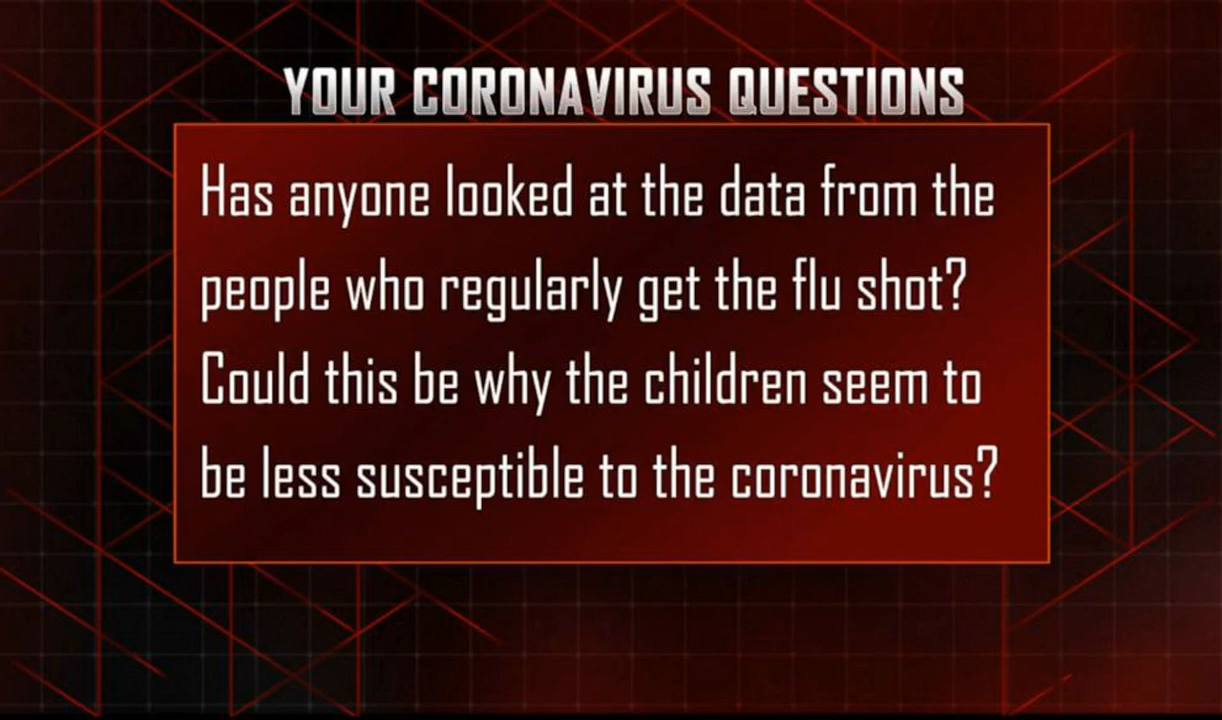 YOUR CORONAVIRUS QUESTIONS
Has anyone looked at the data from the
people who regularly get the flu shot?
Could this be why the children seem to
be less susceptible to the coronavirus?